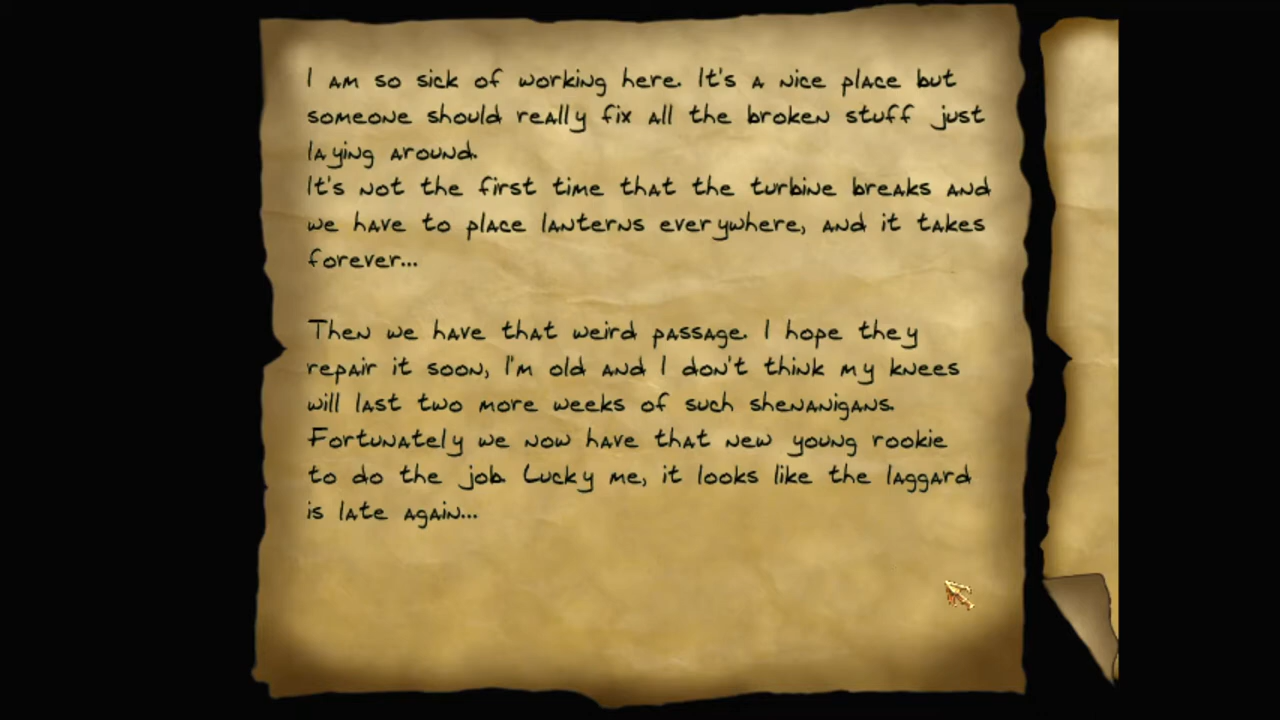 I am so sick of working here. It's a nice place but
someone should really fix all the broken stuff just
laying around.
It's not the first time that the turbine breaks and
we have to place lanterns everywhere, and it takes
forever...
Then we have that weird passage. I hope they
repair it soon, I'm old and I don't think my knees
will last two more weeks of such shenanigans.
Fortunately we now have that new young rookie
to do the job. Lucky me, it looks like the laggard
is late again...